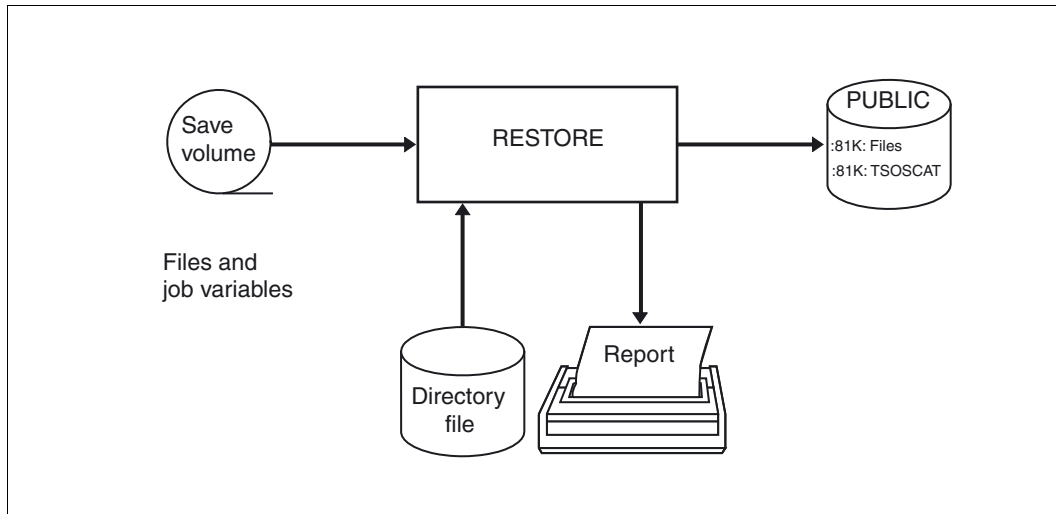 Save
volume
RESTORE
PUBLIC
:81K: Files
:81K: TSOSCAT
Files and
job variables
Directory
file
Report